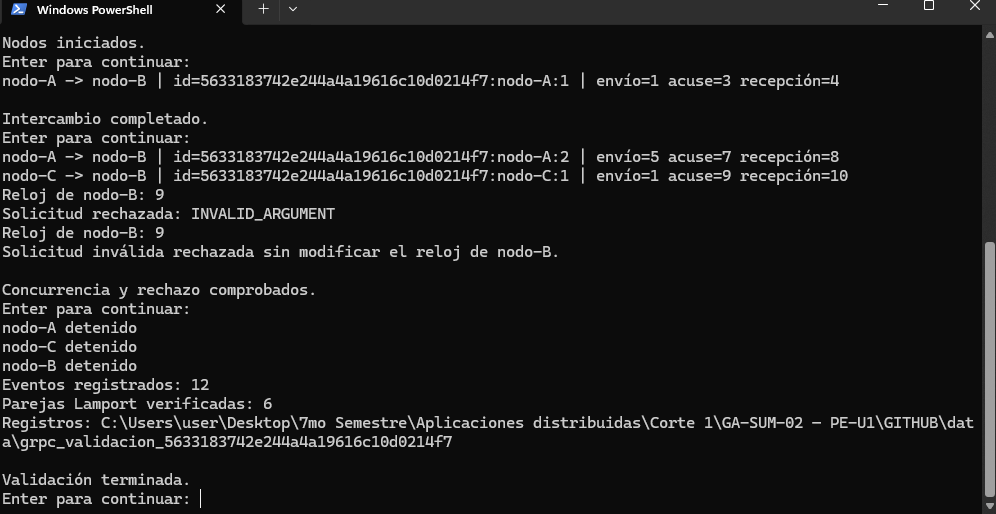 Windows PowerShell
Nodos iniciados.
Enter para continuar:
nodo-A -> nodo-B | id=5633183742e244a4a19616c10d0214f7:nodo-A:1 | envío=1 acuse=3 recepción=4
Intercambio completado.
Enter para continuar:
nodo-A -> nodo-B | id=5633183742e244a4a19616c10d0214f7:nodo-A:2 | envío=5 acuse=7 recepción=8
nodo-C -> nodo-B | id=5633183742e244a4a19616c10d0214f7:nodo-C:1 | envío=1 acuse=9 recepción=10
Reloj de nodo-B: 9
Solicitud rechazada: INVALID_ARGUMENT
Reloj de nodo-B: 9
Solicitud inválida rechazada sin modificar el reloj de nodo-B.
Concurrencia y rechazo comprobados.
Enter para continuar:
nodo-A detenido
nodo-C detenido
nodo-B detenido
Eventos registrados: 12
Parejas Lamport verificadas: 6
Registros: C:\Users\user\Desktop\7mo Semestre\Aplicaciones distribuidas\Corte 1\GA-SUM-02 — PE-U1\GITHUB\dat
a\grpc_validacion_5633183742e244a4a19616c10d0214f7
Validación terminada.
Enter para continuar: